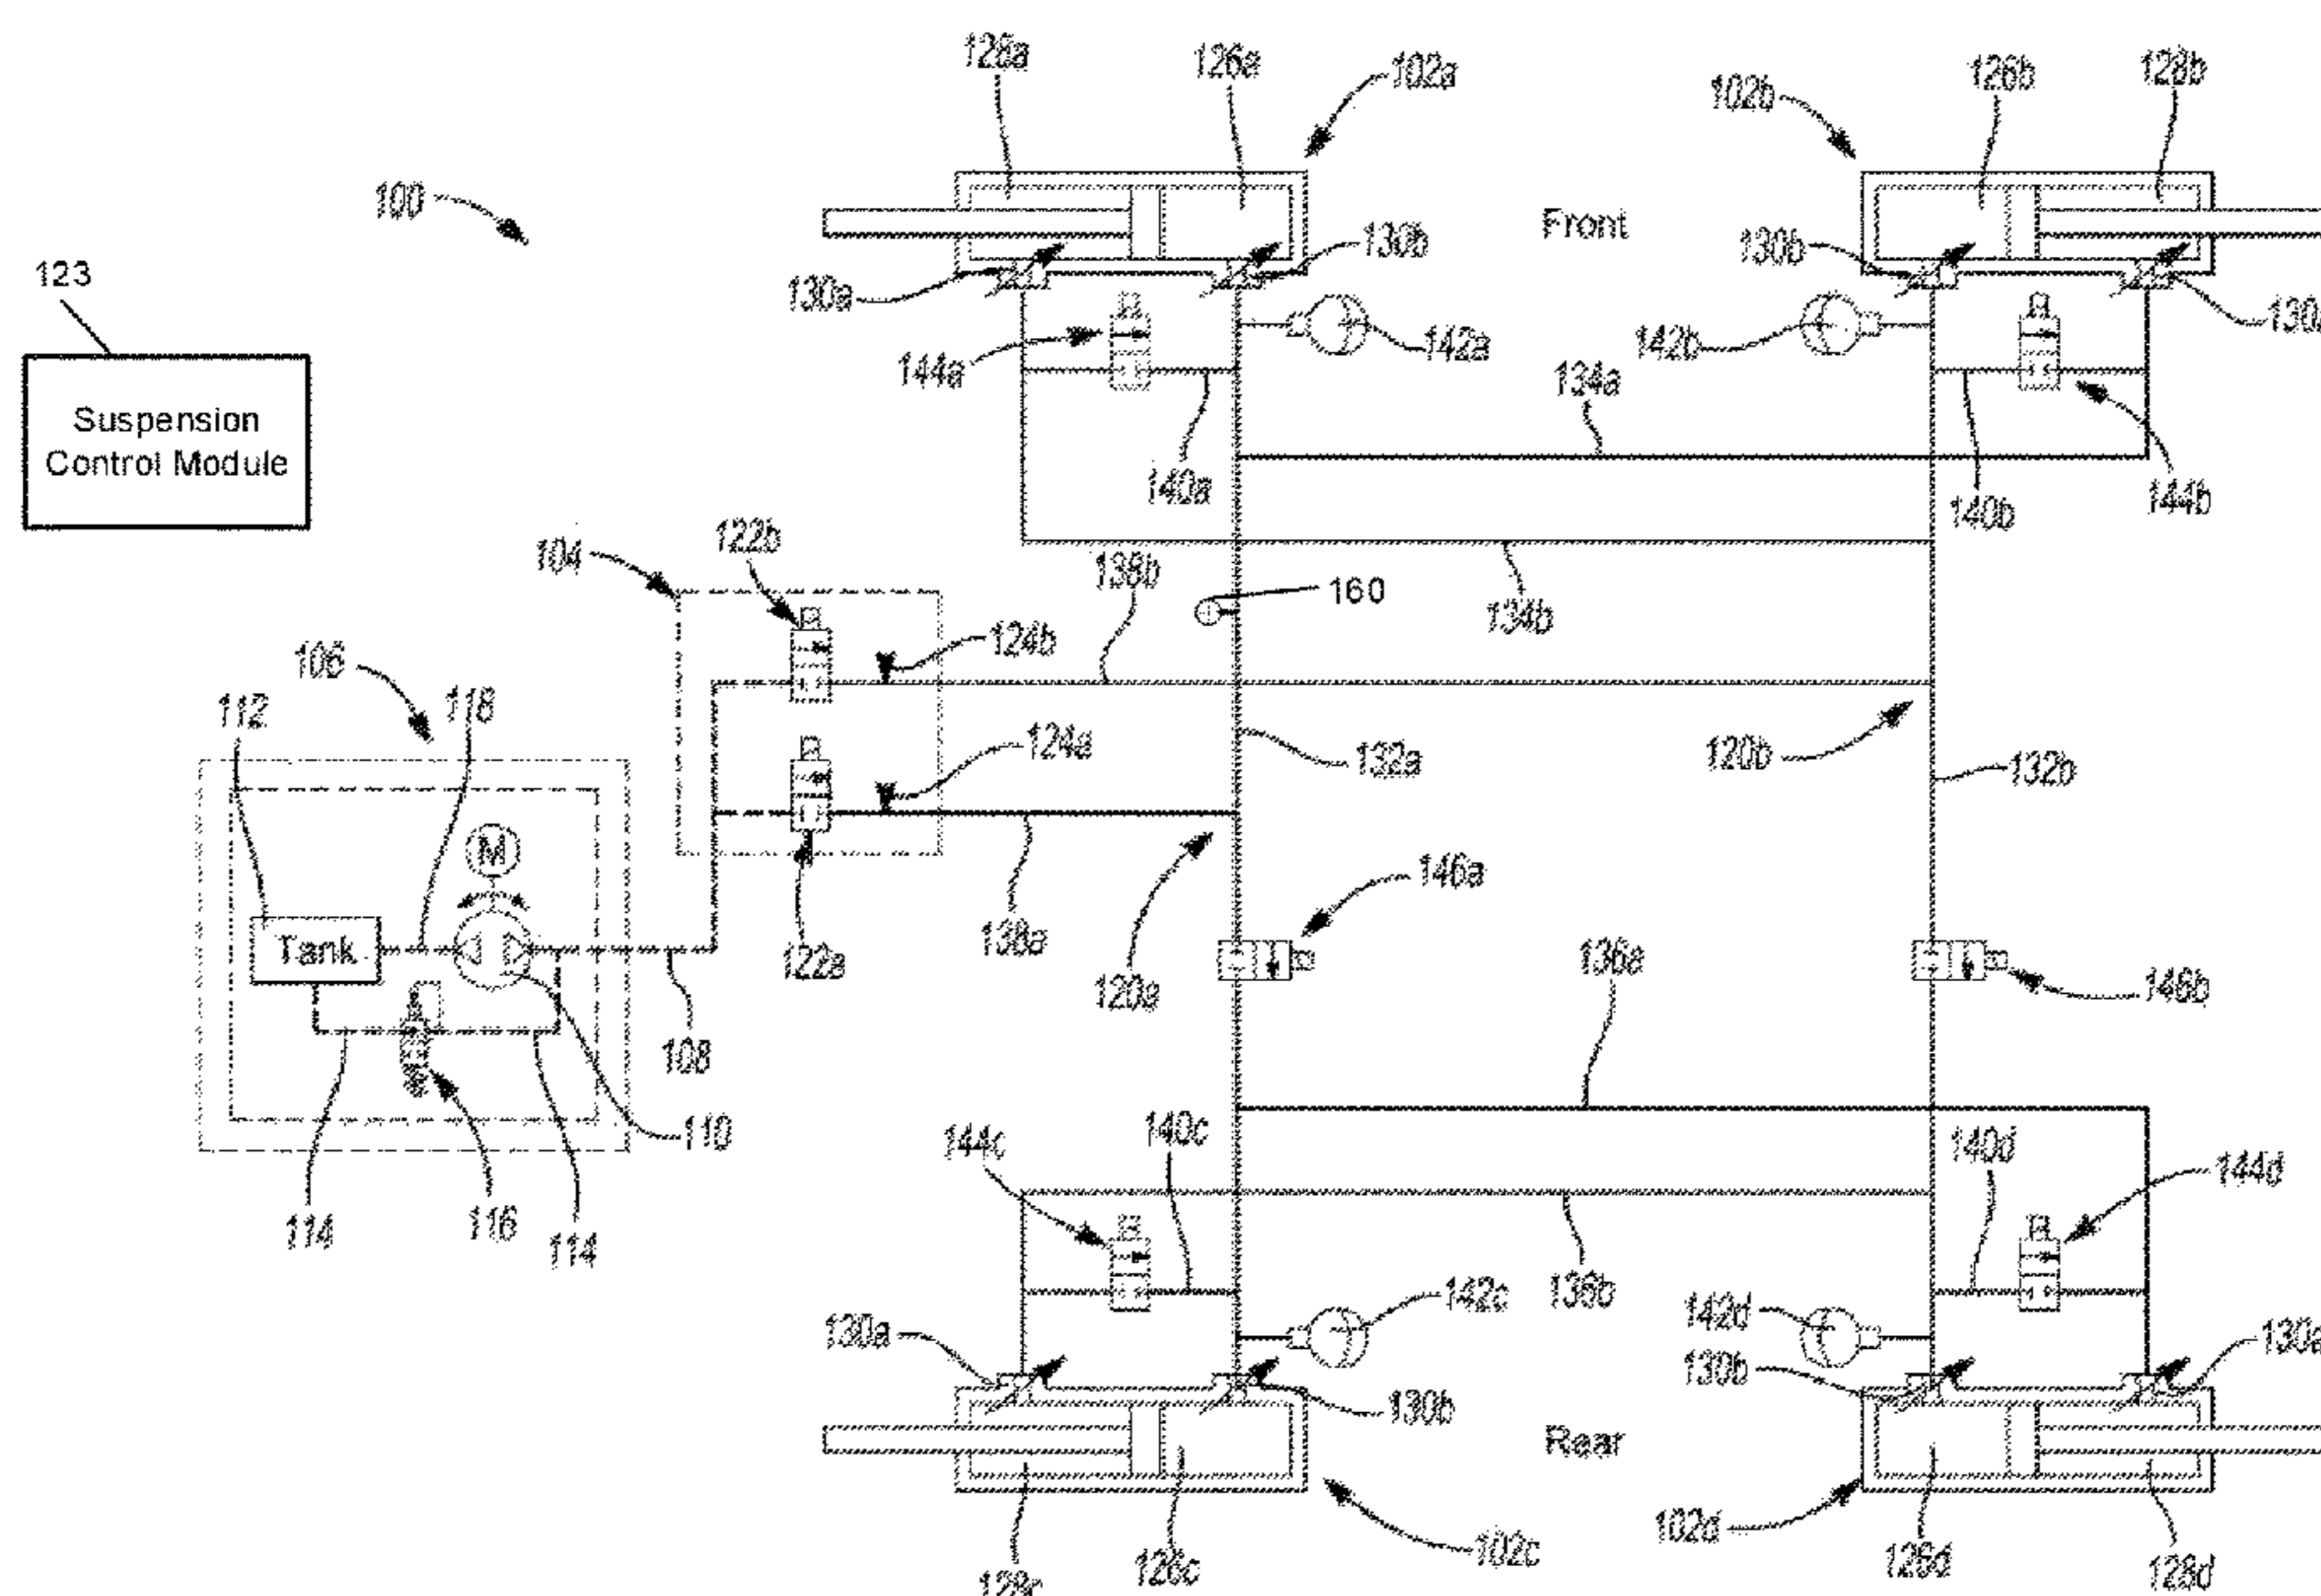 128a 126a 102a 102b 126b 128b
100
Front
123
130a 130b 130b
Suspension
Control Module
144a 142a 142b
134a
140a 140b 144b
104 122b 138b 160 134b
106 124b
112 118 124a 132a 120b 132b
M
Tank
122a 138a 120a 146a 136a 146b
108
110
114 116 114
144c 140c 140d 144d
136b
130a 142c 142d 130a
130b 130b
Rear
128c 126c 102c 102d 126d 128d